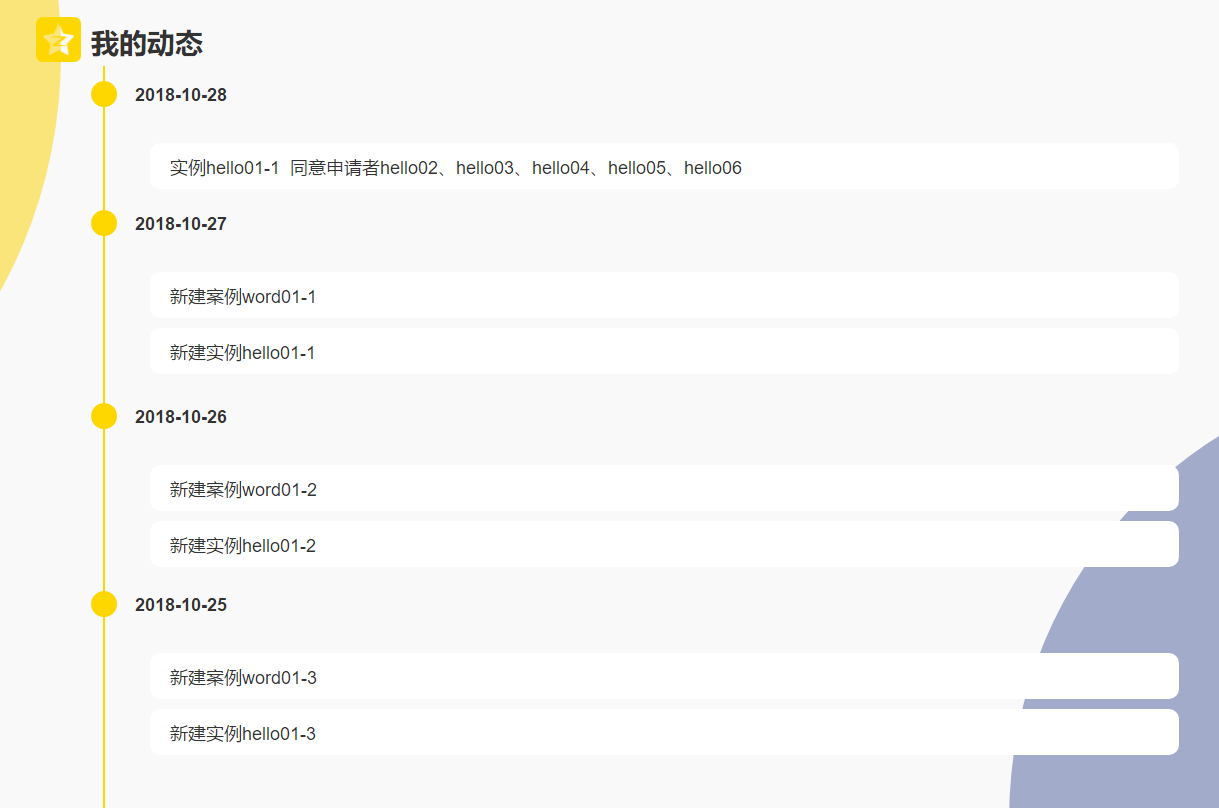 我的动态
2018-10-28
实例hello01-1  同意申请者hello02、hello03、hello04、hello05、hello06
2018-10-27
新建案例word01-1
新建实例hello01-1
2018-10-26
新建案例word01-2
新建实例hello01-2
2018-10-25
新建案例word01-3
新建实例hello01-3